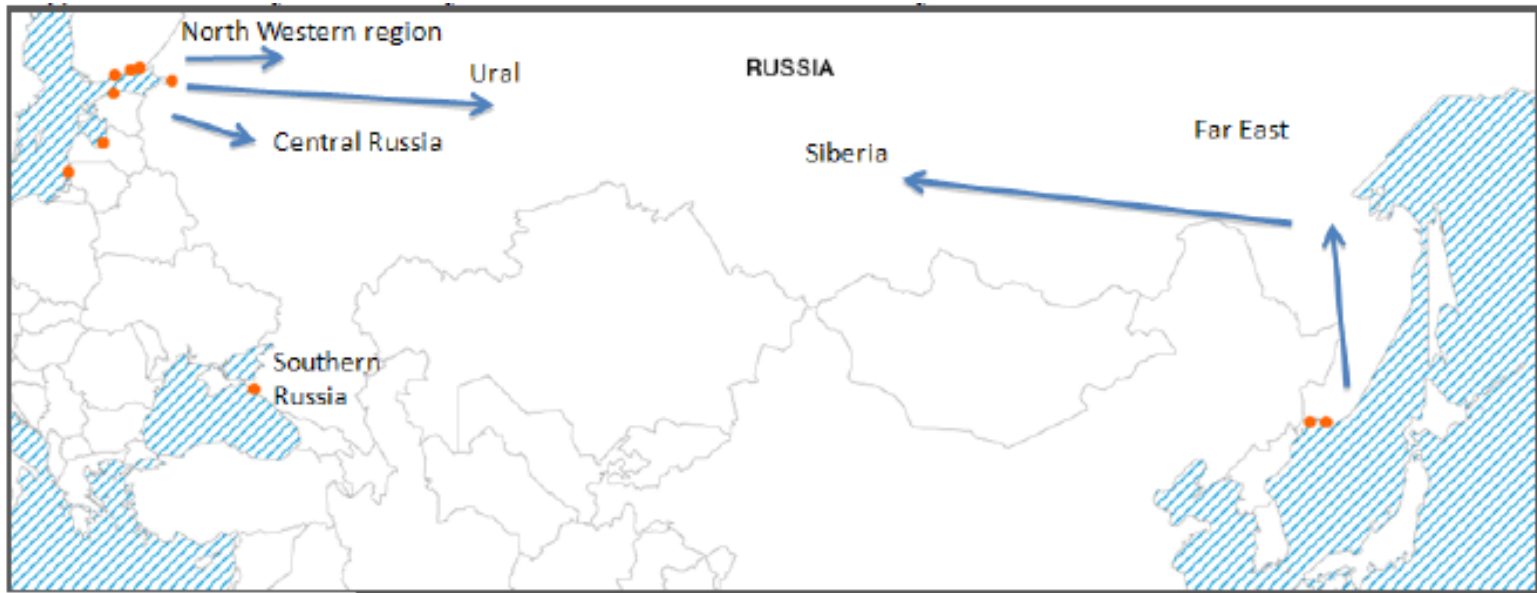 North Western region
Ural
RUSSIA
Central Russia
Siberia
Far East
Southern
Russia